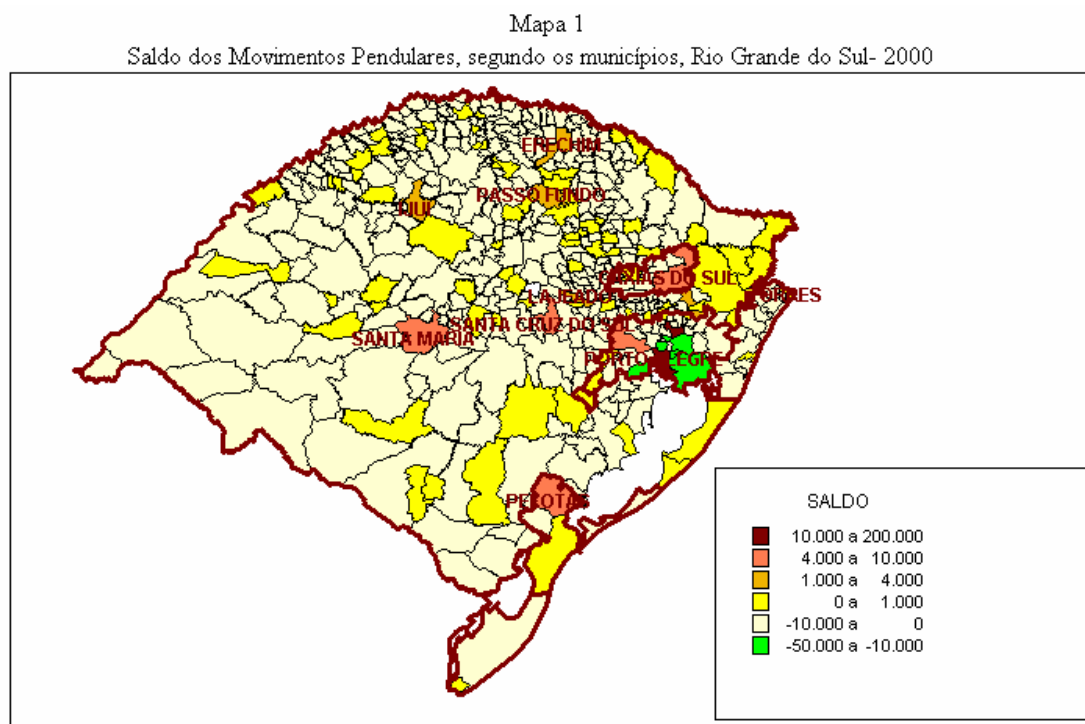 Mapa 1
Saldo dos Movimentos Pendulares, segundo os municípios, Rio Grande do Sul- 2000
ERECHIM
PASSO FUNDO
IJUI
CAXIAS DO SUL
LAJEADO
TORRES
SANTA CRUZ DO SUL
SANTA MARIA
PORTO ALEGRE
PELOTAS
SALDO
10.000 a 200.000
4.000 a 10.000
1.000 a 4.000
0 a 1.000
-10.000 a 0
-50.000 a -10.000